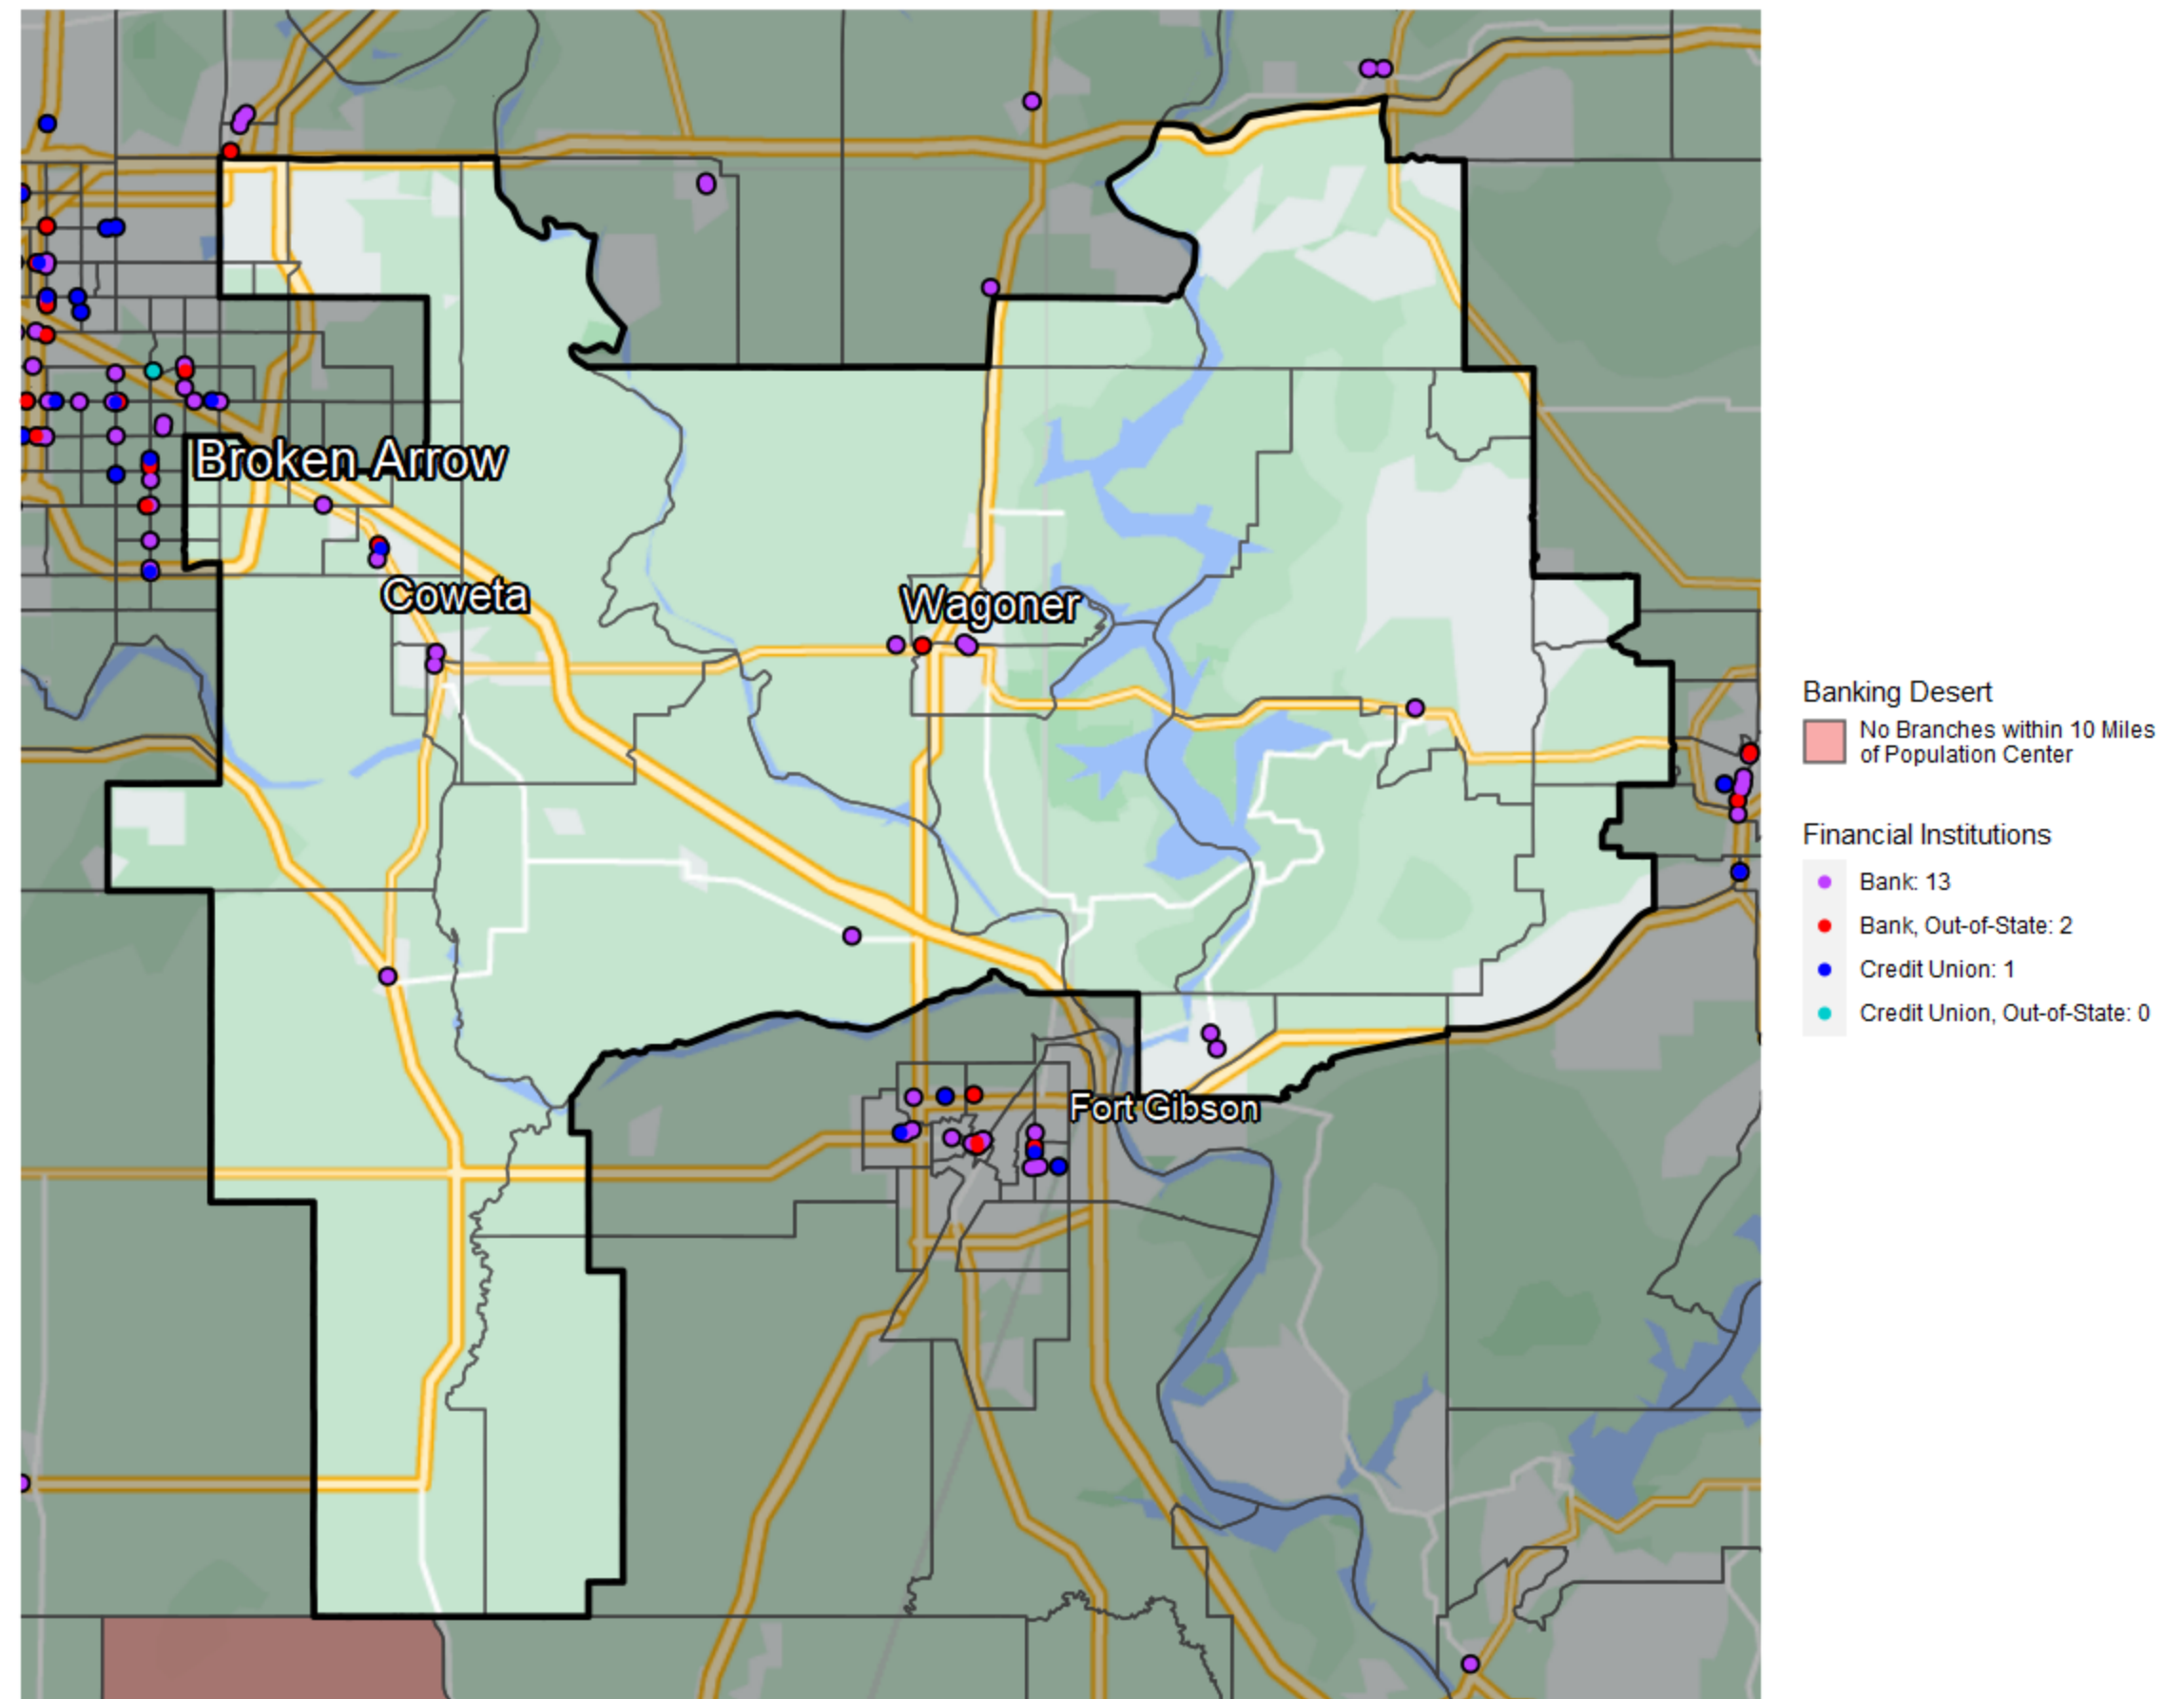 Broken Arrow
Coweta
Wagoner
Fort Gibson
Banking Desert
No Branches within 10 Miles
of Population Center
Financial Institutions
Bank: 13
Bank, Out-of-State: 2
Credit Union: 1
Credit Union, Out-of-State: 0